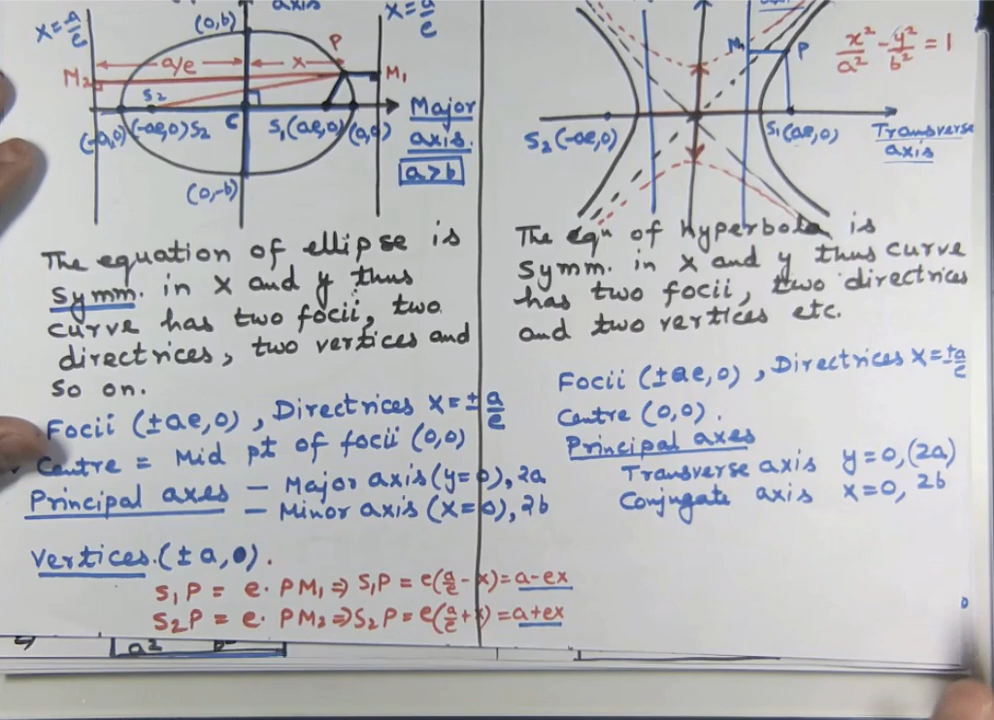 axis
x=a/e
x=a/e
(0,b)
P
a/e
x
M2
M1
S2
(-a,0)
(-ae,0) S2
C
S1(ae,0)
(a,0)
Major
axis.
a>b
(0,-b)
The equation of ellipse is
symm. in x and y thus
curve has two focii, two
directrices, two vertices and
so on.
Focii (±ae,0), Directrices x=±a/e
Centre = Mid pt of focii (0,0)
Principal axes – Major axis (y=0), 2a
– Minor axis (x=0), 2b
Vertices. (±a,0).
S1P = e. PM1 ⇒ S1P = e(a/e - x) = a-ex
S2P = e. PM2 ⇒ S2P = e(a/e + x) = a+ex
x²/a² - y²/b² = 1
P
S2(-ae,0)
S1(ae,0)
Transverse
axis
The eqn of Hyperbola is
symm. in x and y thus curve
has two focii, two directrices
and two vertices etc.
Focii (±ae,0), Directrices x=±a/e
Centre (0,0).
Principal axes
Transverse axis y=0, (2a)
Conjugate axis x=0, 2b
a²